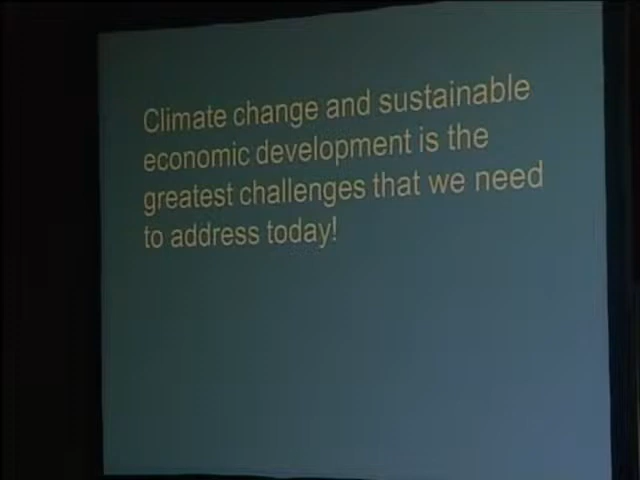 Climate change and sustainable
economic development is the
greatest challenges that we need
to address today!